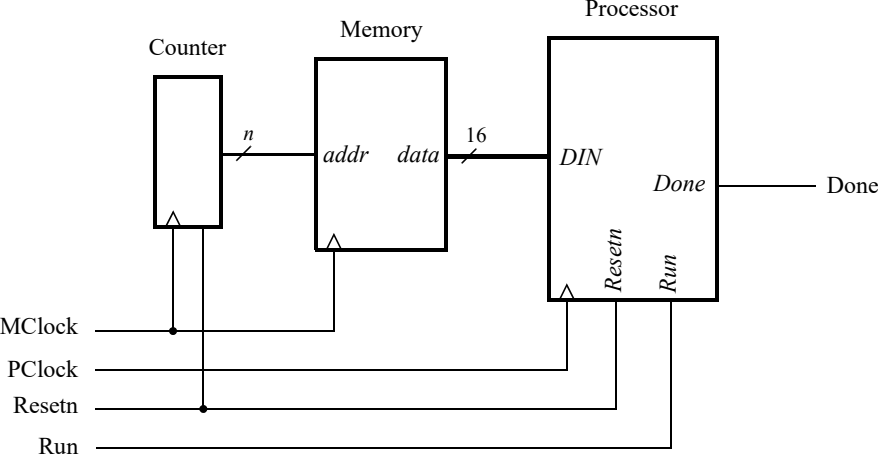 Processor
Memory
Counter
n
16
addr
data
DIN
Done
Done
Resetn
Run
MClock
PClock
Resetn
Run